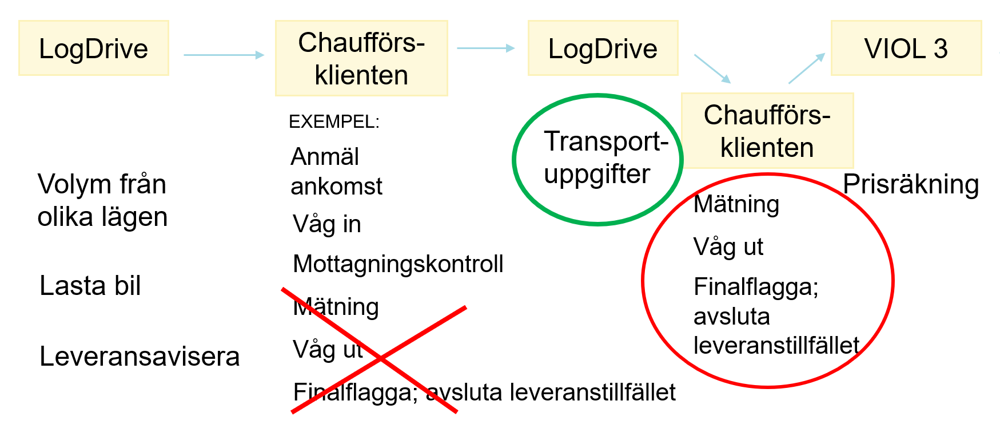 LogDrive
Chaufförs-
klienten
LogDrive
VIOL 3
Chaufförs-
klienten
Volym från
olika lägen
Lasta bil
Leveransavisera
EXEMPEL:
Anmäl
ankomst
Våg in
Mottagningskontroll
Mätning
Våg ut
Finalflagga; avsluta leveranstillfället
Transport-
uppgifter
Mätning
Våg ut
Finalflagga;
avsluta
leveranstillfället
Prisräkning